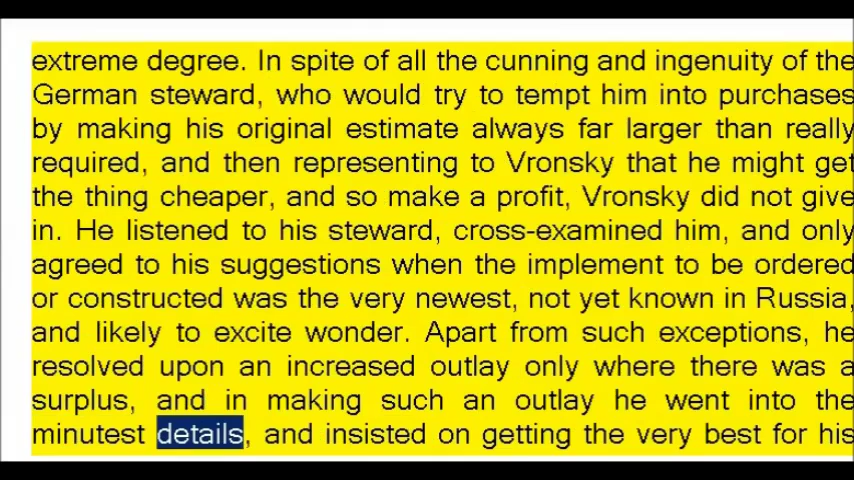 extreme degree. In spite of all the cunning and ingenuity of the
German steward, who would try to tempt him into purchases
by making his original estimate always far larger than really
required, and then representing to Vronsky that he might get
the thing cheaper, and so make a profit, Vronsky did not give
in. He listened to his steward, cross-examined him, and only
agreed to his suggestions when the implement to be ordered
or constructed was the very newest, not yet known in Russia,
and likely to excite wonder. Apart from such exceptions, he
resolved upon an increased outlay only where there was a
surplus, and in making such an outlay he went into the
minutest details, and insisted on getting the very best for his